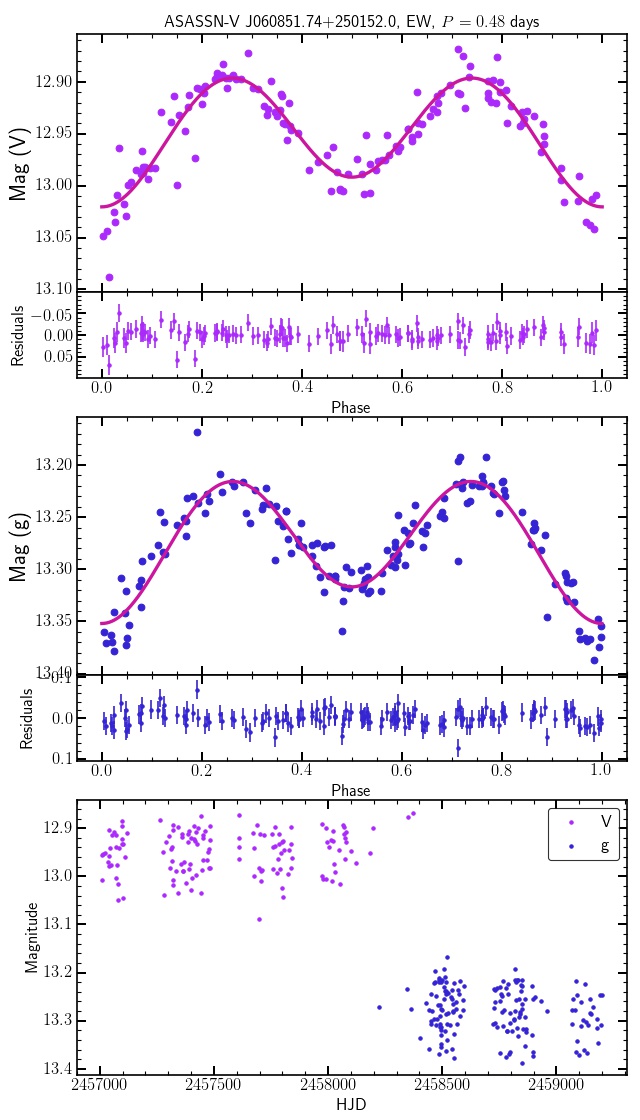 ASASSN-V J060851.74+250152.0, EW, P = 0.48 days
12.90
12.95
13.00
13.05
13.10
Mag (V)
−0.05
0.00
0.05
Residuals
0.0 0.2 0.4 0.6 0.8 1.0
Phase
13.20
13.25
13.30
13.35
13.40
Mag (g)
0.1
0.0
0.1
Residuals
0.0 0.2 0.4 0.6 0.8 1.0
Phase
12.9
13.0
13.1
13.2
13.3
13.4
Magnitude
V
g
2457000 2457500 2458000 2458500 2459000
HJD